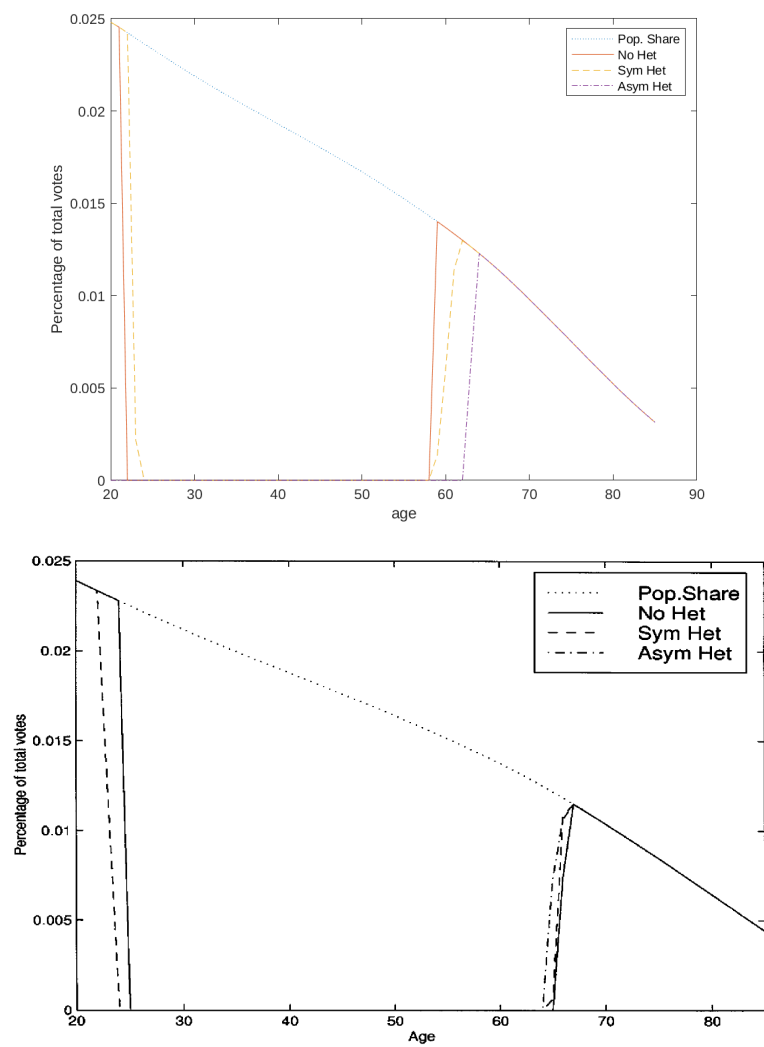 0.025
0.02
0.015
0.01
0.005
0
Percentage of total votes
Pop. Share
No Het
Sym Het
Asym Het
20 30 40 50 60 70 80 90
age
0.025
0.02
0.015
0.01
0.005
0
Percentage of total votes
Pop.Share
No Het
Sym Het
Asym Het
20 30 40 50 60 70 80
Age